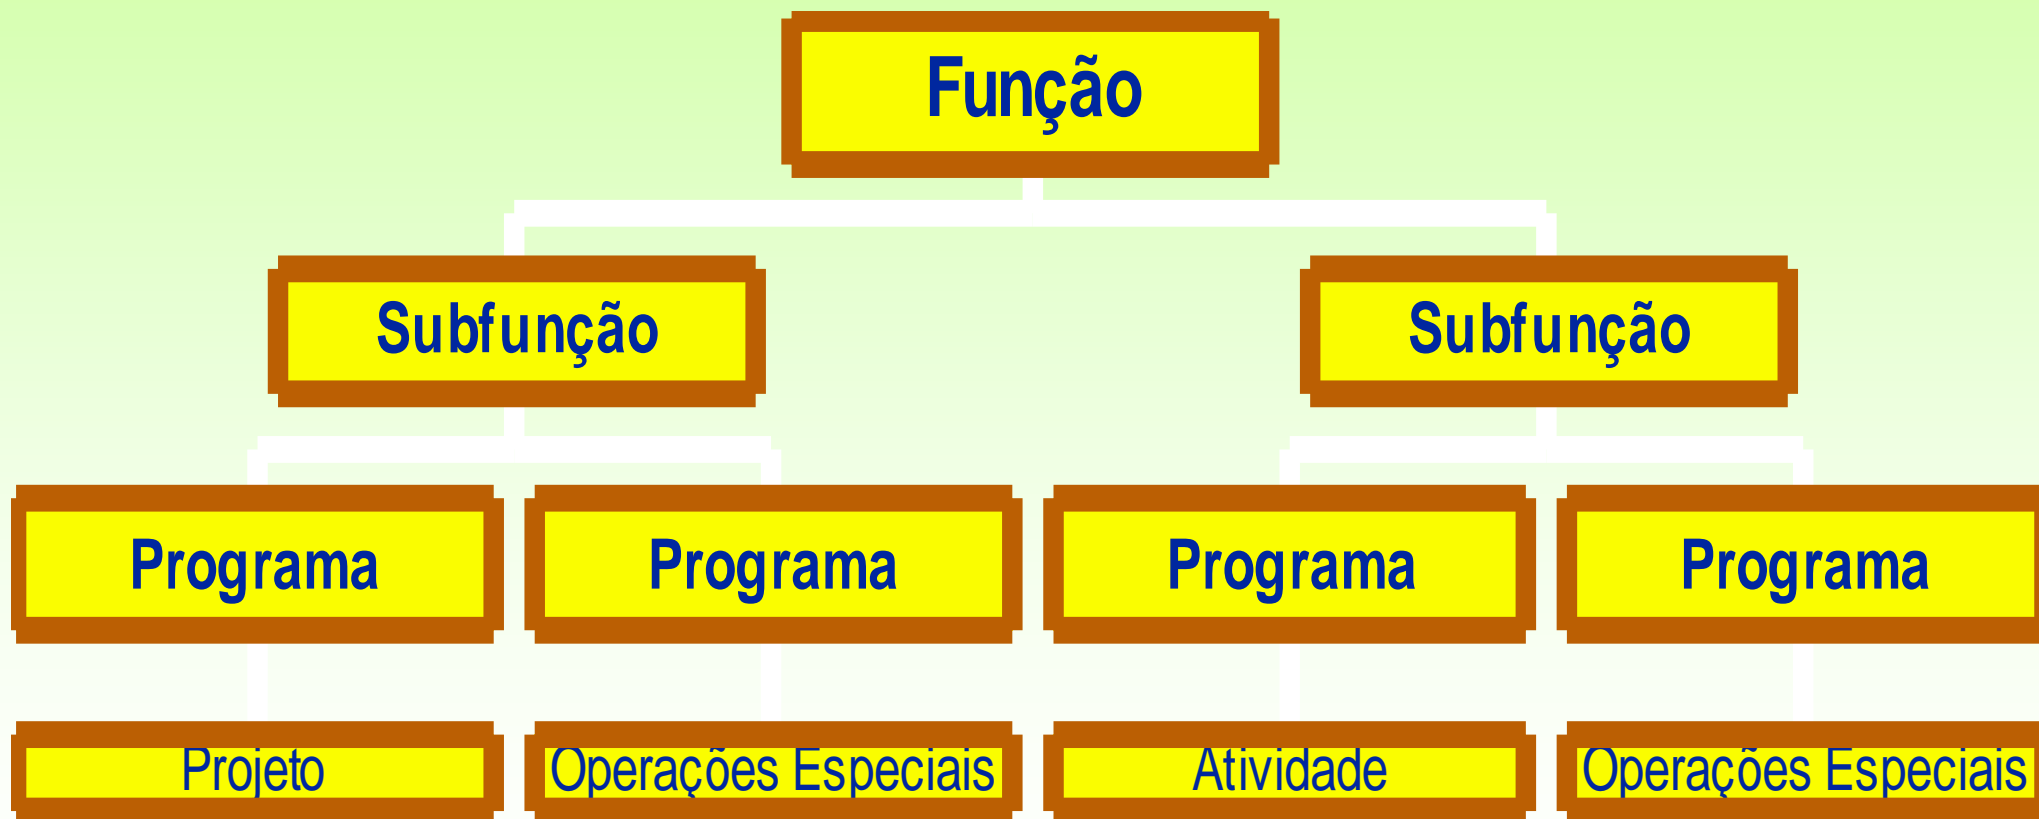 Função
Subfunção Subfunção
Programa Programa Programa Programa
Projeto Operações Especiais Atividade Operações Especiais